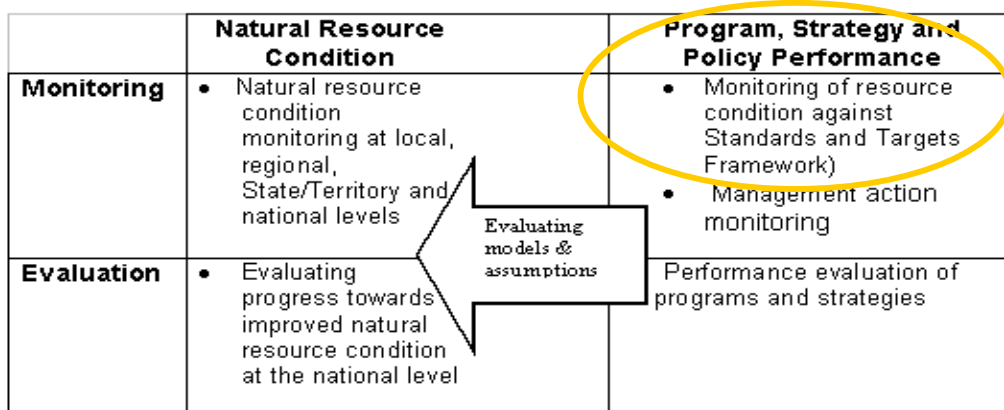 Natural Resource
Condition
Program, Strategy and
Policy Performance
Monitoring
• Natural resource
condition
monitoring at local,
regional,
State/Territory and
national levels
• Monitoring of resource
condition against
Standards and Targets
Framework)
• Management action
monitoring
Evaluating
models &
assumptions
Evaluation
• Evaluating
progress towards
improved natural
resource condition
at the national level
Performance evaluation of
programs and strategies